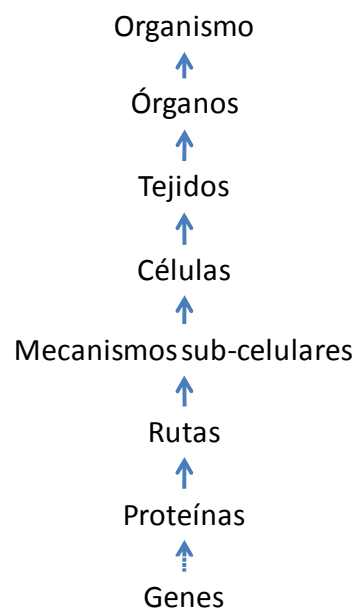 Organismo
Órganos
Tejidos
Células
Mecanismos sub-celulares
Rutas
Proteínas
Genes